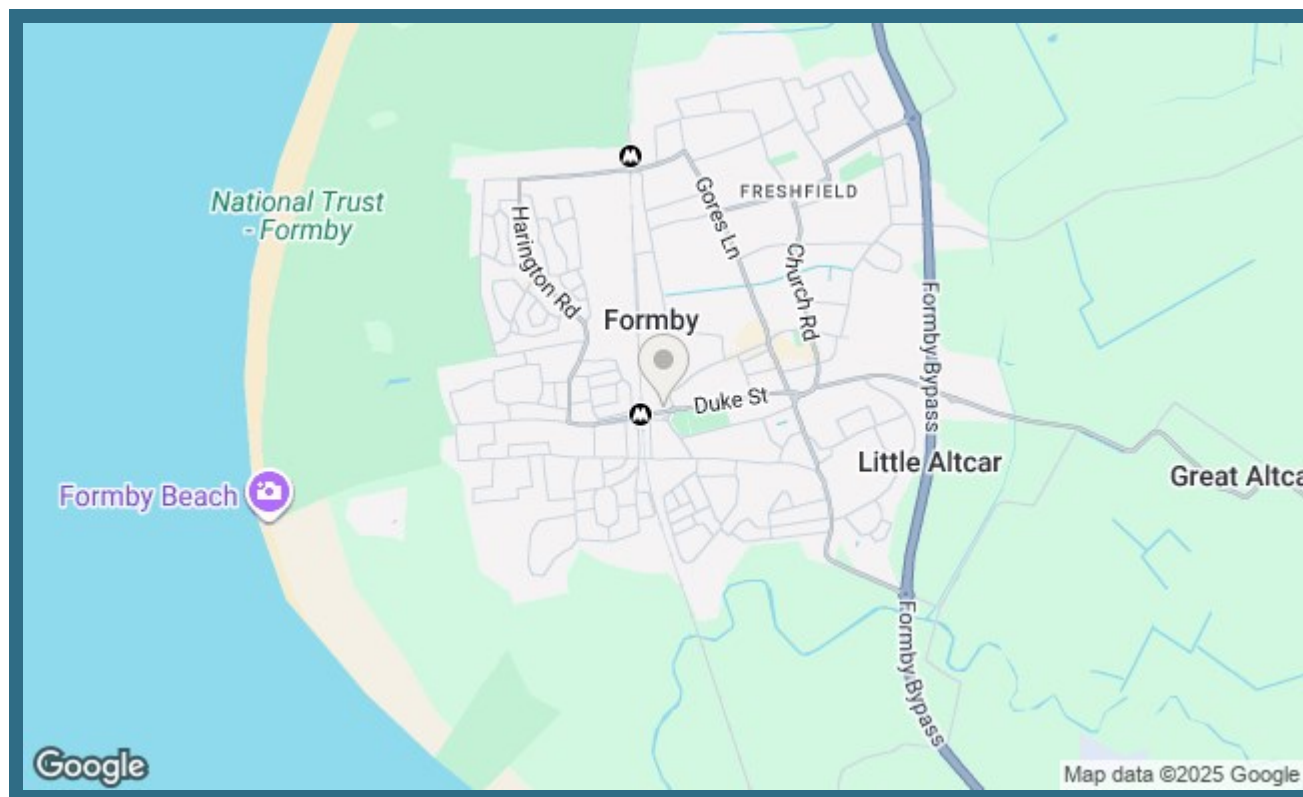 National Trust
- Formby
FRESHFIELD
Gores Ln
Harington Rd
Church Rd
Formby
Formby Bypass
Duke St
Little Altcar
Great Altca
Formby Beach
Formby Bypass
Google
Map data ©2025 Google